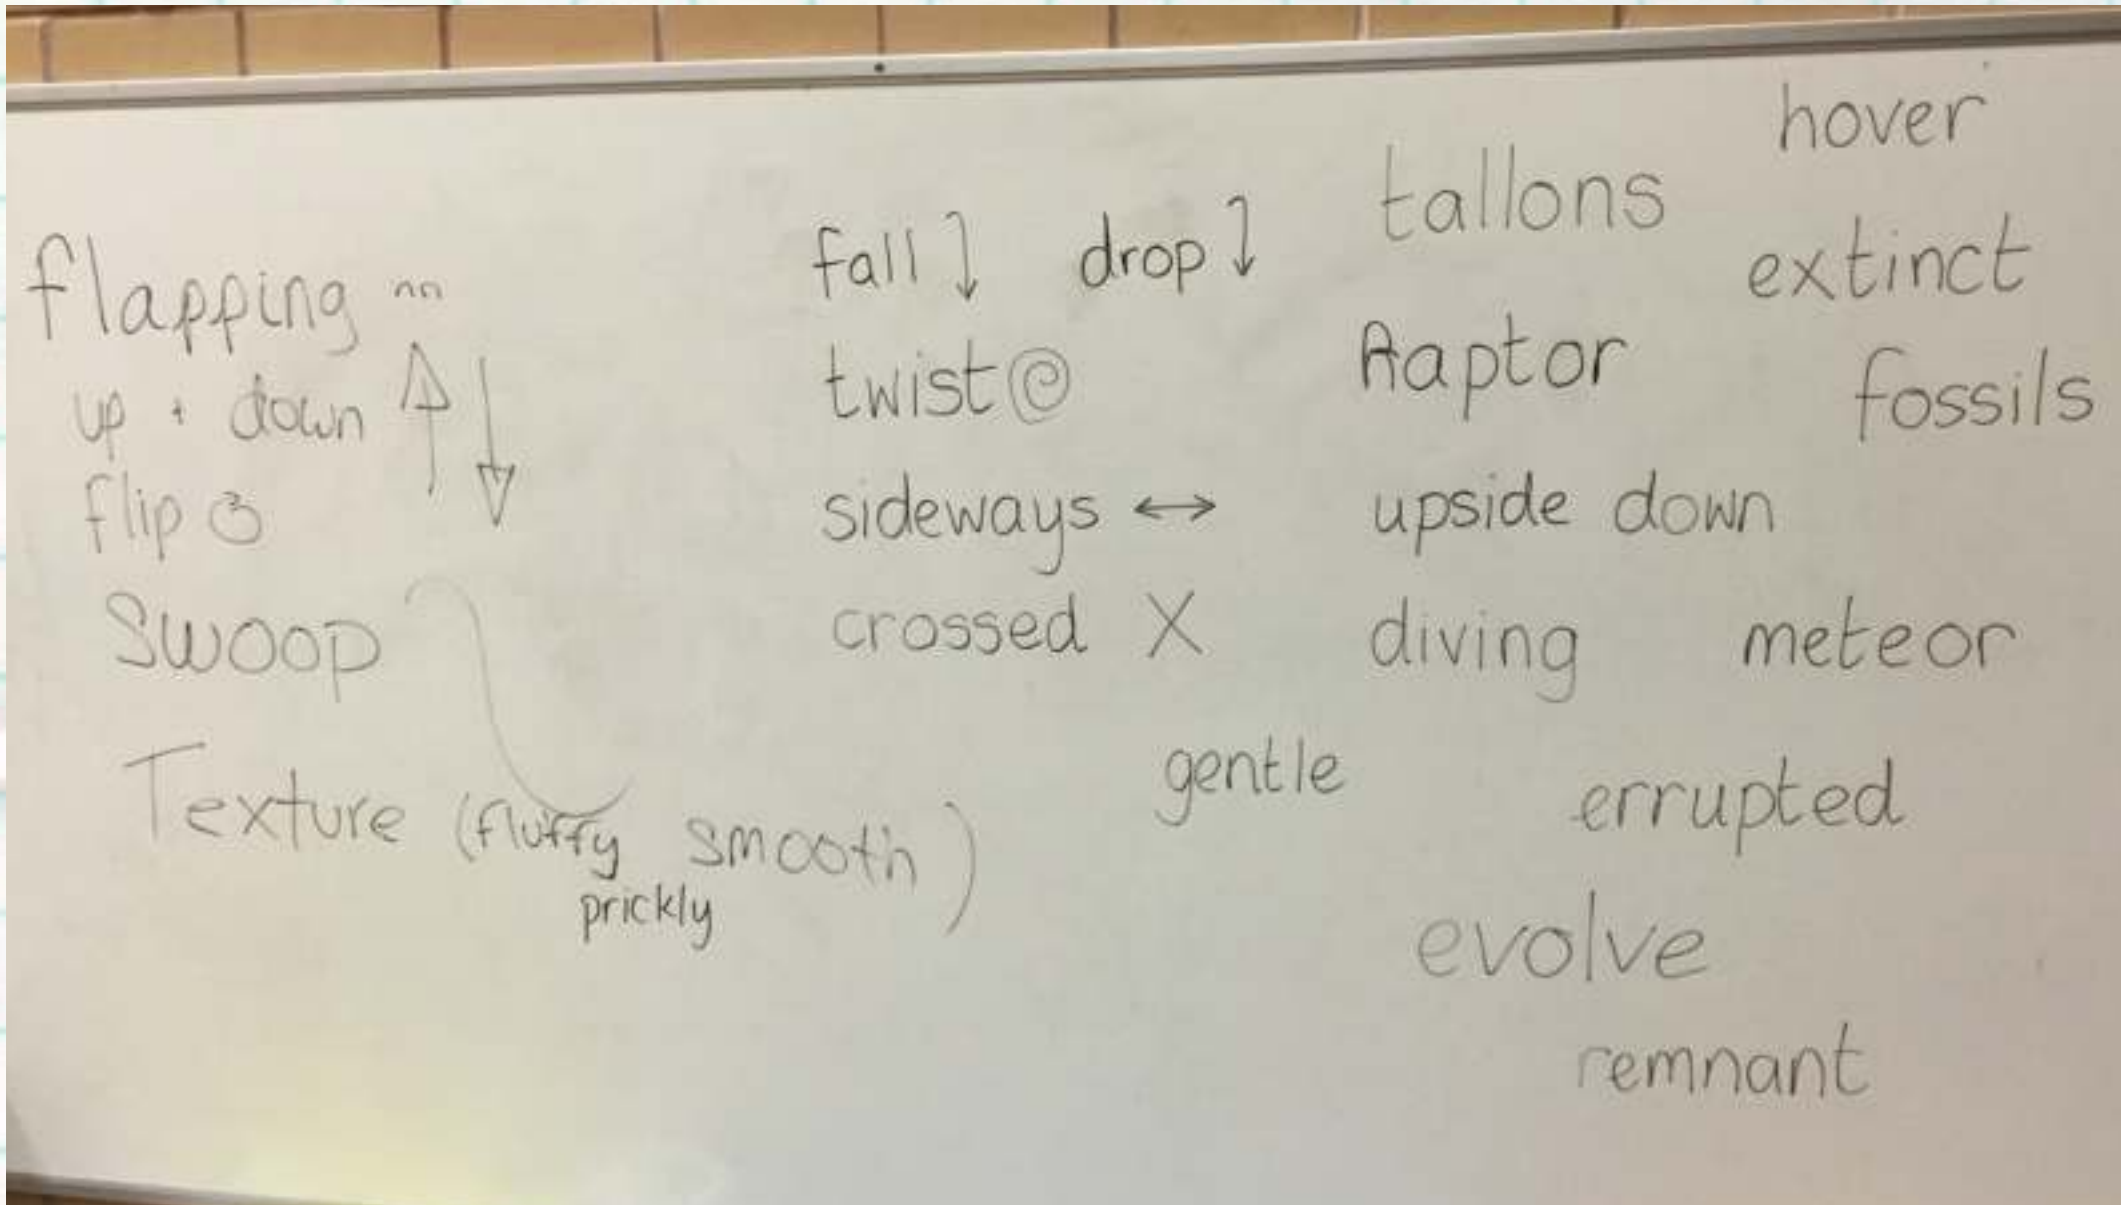 flapping
up + down ↑ ↓
flip
Swoop
Texture (fluffy smooth)
prickly
fall ↓ drop ↓
twist
sideways ↔
crossed X
gentle
hover
tallons
extinct
Raptor
fossils
upside down
diving meteor
errupted
evolve
remnant